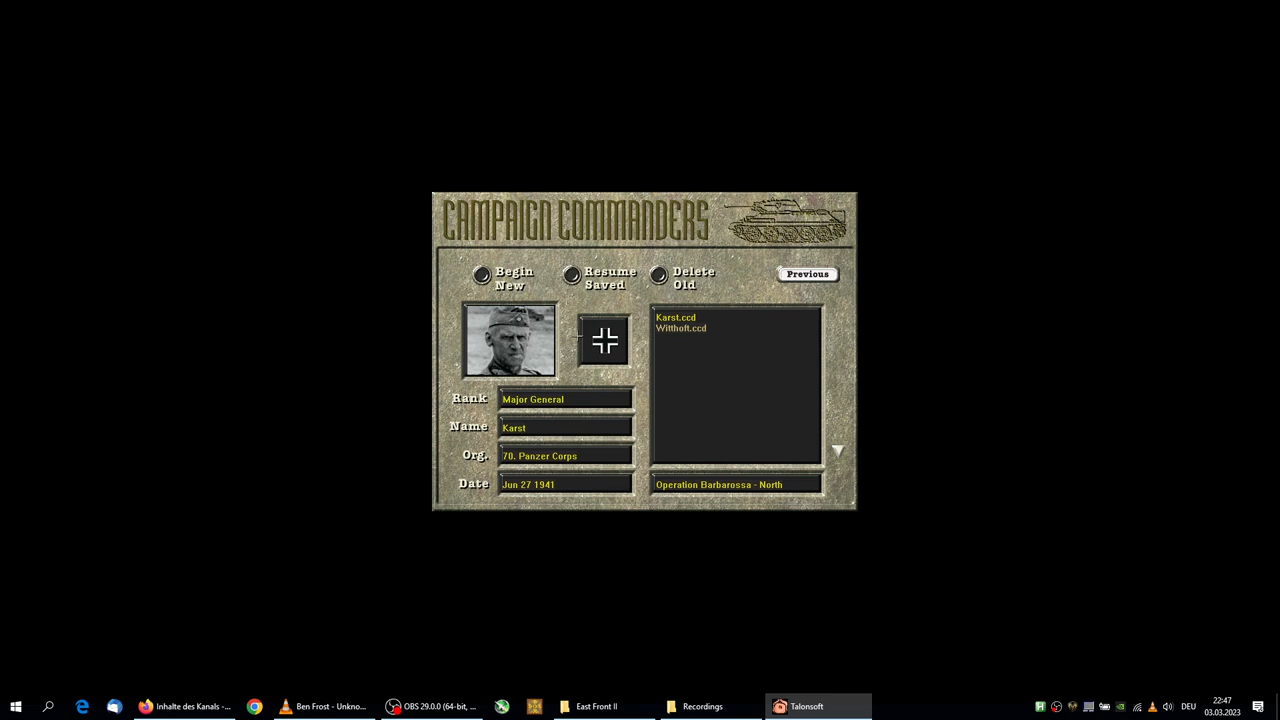 CAMPAIGN COMMANDERS
Begin New
Resume Saved
Delete Old
Previous
Karst.ccd
Witthoft.ccd
Rank Major General
Name Karst
Org. 70. Panzer Corps
Date Jun 27 1941
Operation Barbarossa - North
Inhalte des Kanals -...
Ben Frost - Unkno...
OBS 29.0.0 (64-bit, ...
East Front II
Recordings
Talonsoft
DEU
22:47
03.03.2023